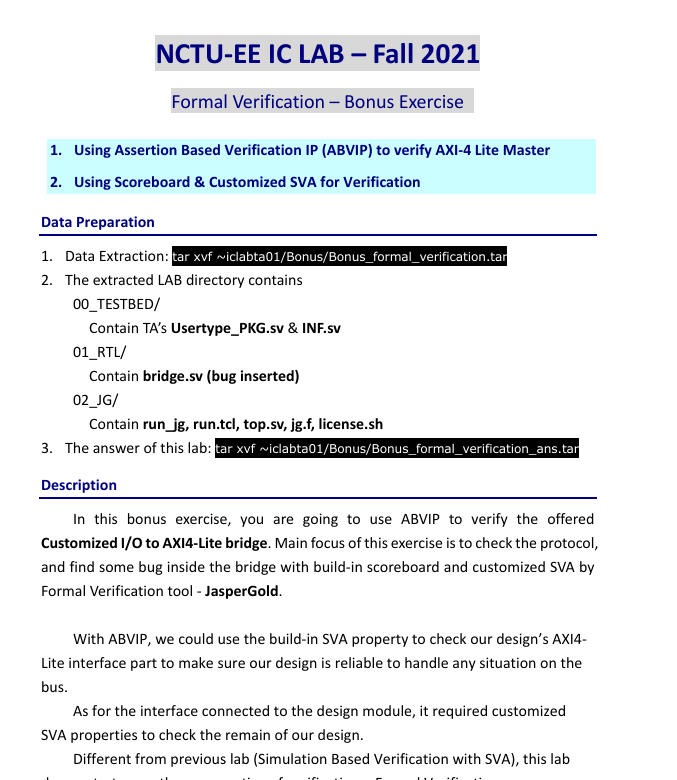 NCTU-EE IC LAB – Fall 2021
Formal Verification – Bonus Exercise
1. Using Assertion Based Verification IP (ABVIP) to verify AXI-4 Lite Master
2. Using Scoreboard & Customized SVA for Verification
Data Preparation
1. Data Extraction: tar xvf ~iclabta01/Bonus/Bonus_formal_verification.tar
2. The extracted LAB directory contains
00_TESTBED/
Contain TA's Usertype_PKG.sv & INF.sv
01_RTL/
Contain bridge.sv (bug inserted)
02_JG/
Contain run_jg, run.tcl, top.sv, jg.f, license.sh
3. The answer of this lab: tar xvf ~iclabta01/Bonus/Bonus_formal_verification_ans.tar
Description
In this bonus exercise, you are going to use ABVIP to verify the offered
Customized I/O to AXI4-Lite bridge. Main focus of this exercise is to check the protocol,
and find some bug inside the bridge with build-in scoreboard and customized SVA by
Formal Verification tool - JasperGold.
With ABVIP, we could use the build-in SVA property to check our design's AXI4-
Lite interface part to make sure our design is reliable to handle any situation on the
bus.
As for the interface connected to the design module, it required customized
SVA properties to check the remain of our design.
Different from previous lab (Simulation Based Verification with SVA), this lab